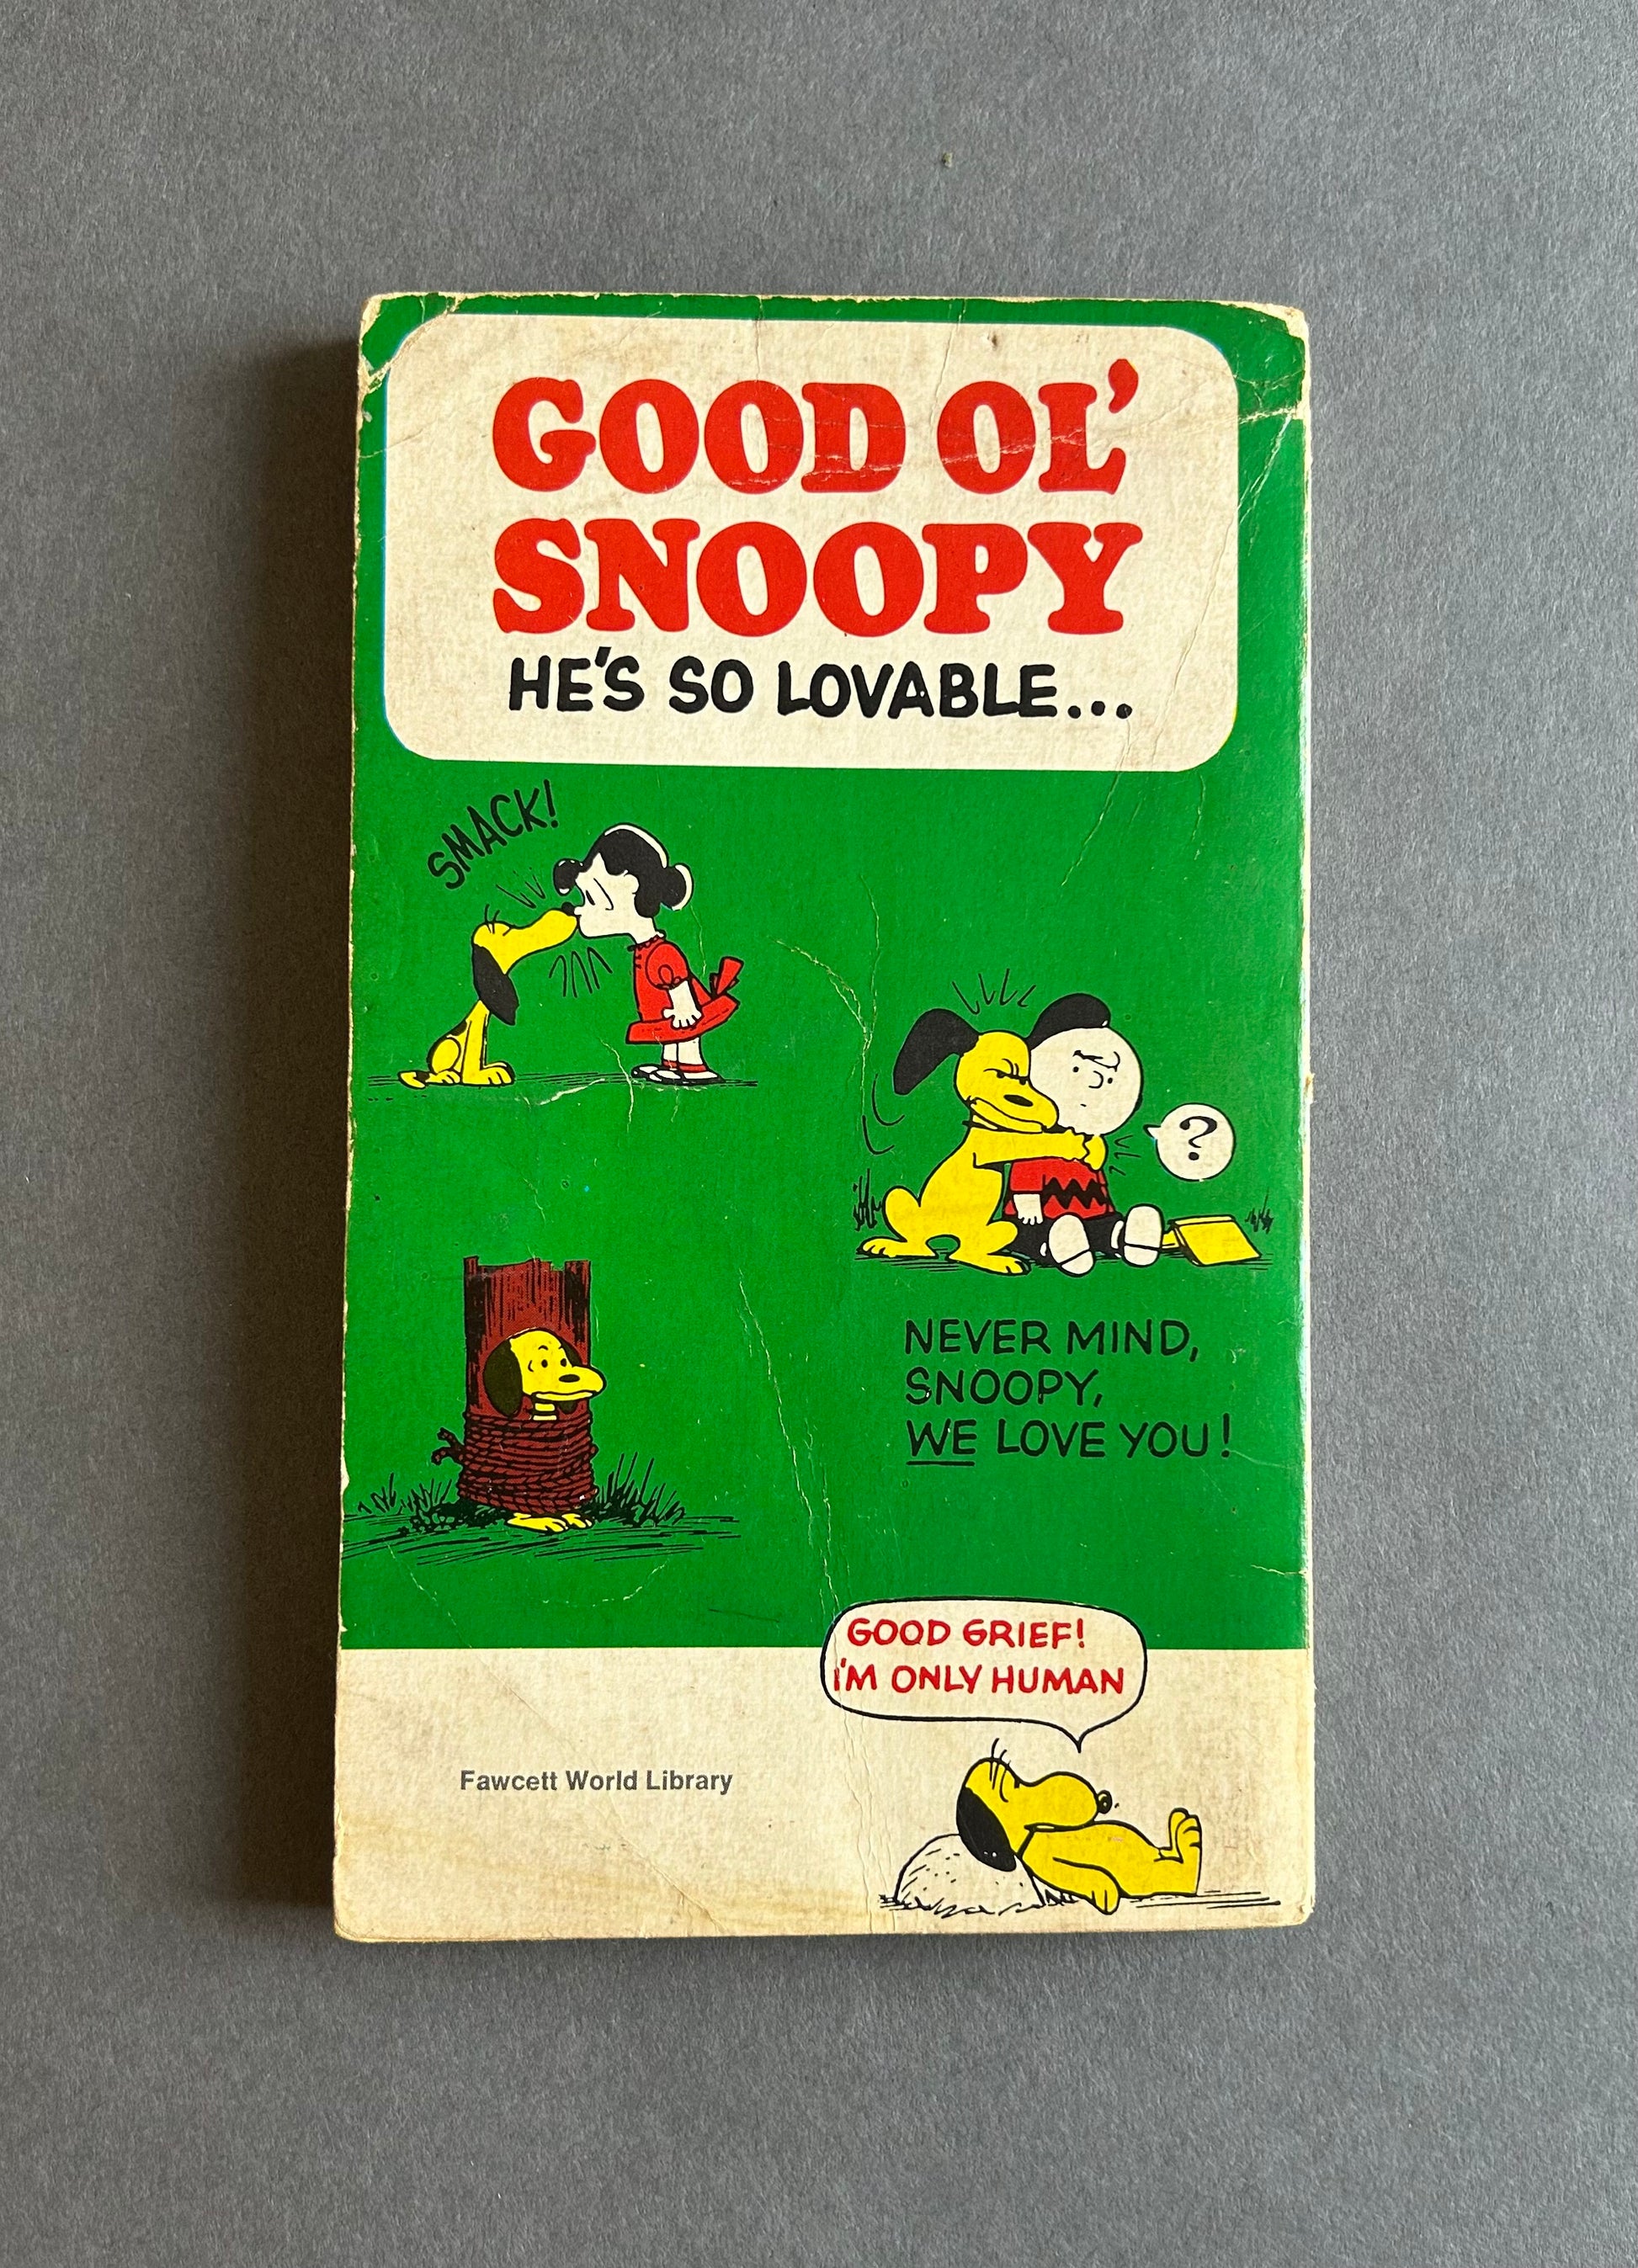 GOOD OL'
SNOOPY
HE'S SO LOVABLE...
SMACK!
?
NEVER MIND,
SNOOPY,
WE LOVE YOU!
GOOD GRIEF!
I'M ONLY HUMAN
Fawcett World Library